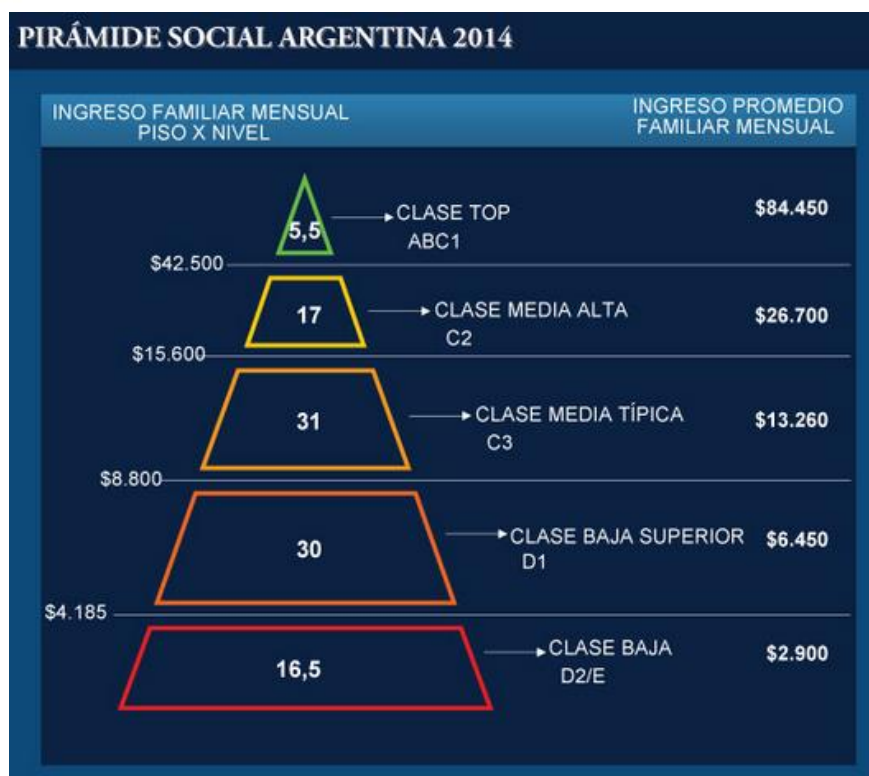 PIRÁMIDE SOCIAL ARGENTINA 2014
INGRESO FAMILIAR MENSUAL
PISO X NIVEL
INGRESO PROMEDIO
FAMILIAR MENSUAL
5,5
CLASE TOP
ABC1
$84.450
$42.500
17
CLASE MEDIA ALTA
C2
$26.700
$15.600
31
CLASE MEDIA TÍPICA
C3
$13.260
$8.800
30
CLASE BAJA SUPERIOR
D1
$6.450
$4.185
16,5
CLASE BAJA
D2/E
$2.900